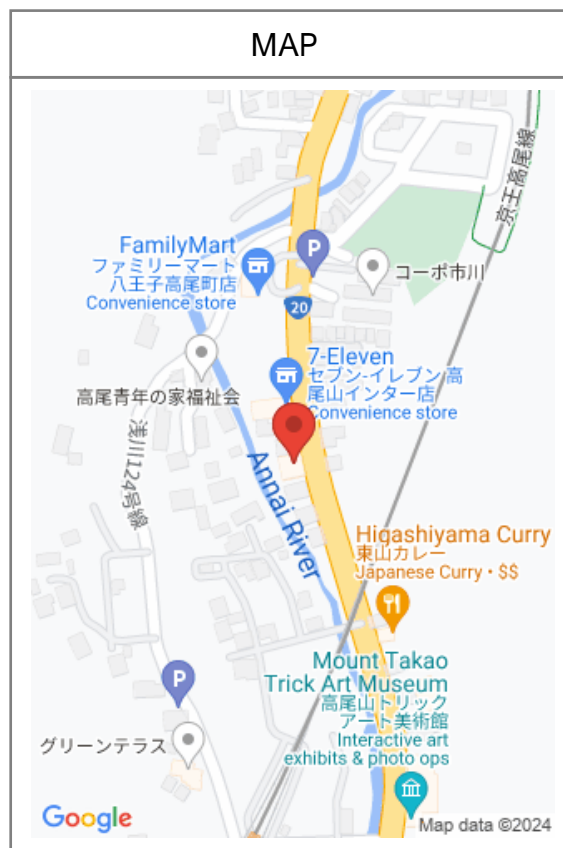 MAP
京王高尾線
FamilyMart
ファミリーマート
八王子高尾町店
Convenience store
P
コーポ市川
20
7-Eleven
セブン-イレブン 高
尾山インター店
Convenience store
高尾青年の家福祉会
浅川124号線
Annai River
Higashiyama Curry
東山カレー
Japanese Curry • $$
Mount Takao
Trick Art Museum
高尾山トリック
アート美術館
Interactive art
exhibits & photo ops
P
グリーンテラス
Google
Map data ©2024